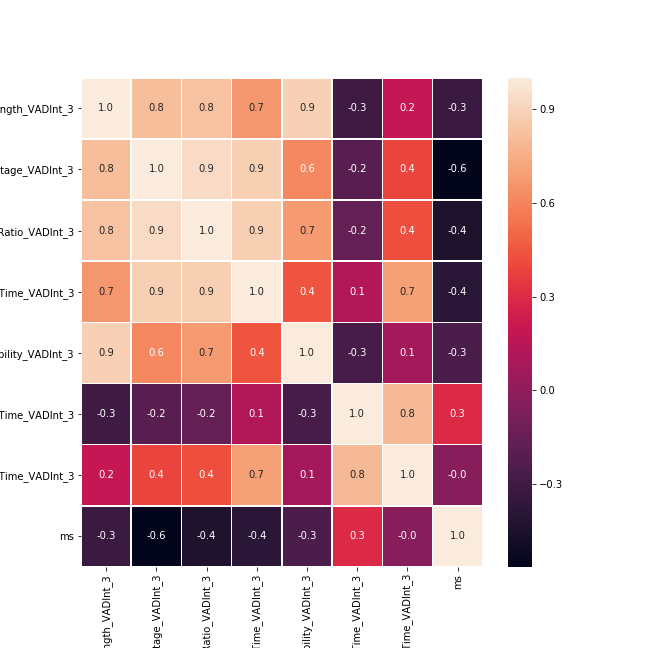 ngth_VADInt_3 1.0 0.8 0.8 0.7 0.9 -0.3 0.2 -0.3
tage_VADInt_3 0.8 1.0 0.9 0.9 0.6 -0.2 0.4 -0.6
Ratio_VADInt_3 0.8 0.9 1.0 0.9 0.7 -0.2 0.4 -0.4
Time_VADInt_3 0.7 0.9 0.9 1.0 0.4 0.1 0.7 -0.4
bility_VADInt_3 0.9 0.6 0.7 0.4 1.0 -0.3 0.1 -0.3
Time_VADInt_3 -0.3 -0.2 -0.2 0.1 -0.3 1.0 0.8 0.3
Time_VADInt_3 0.2 0.4 0.4 0.7 0.1 0.8 1.0 -0.0
ms -0.3 -0.6 -0.4 -0.4 -0.3 0.3 -0.0 1.0
ngth_VADInt_3
tage_VADInt_3
Ratio_VADInt_3
Time_VADInt_3
bility_VADInt_3
Time_VADInt_3
Time_VADInt_3
ms
0.9
0.6
0.3
0.0
−0.3